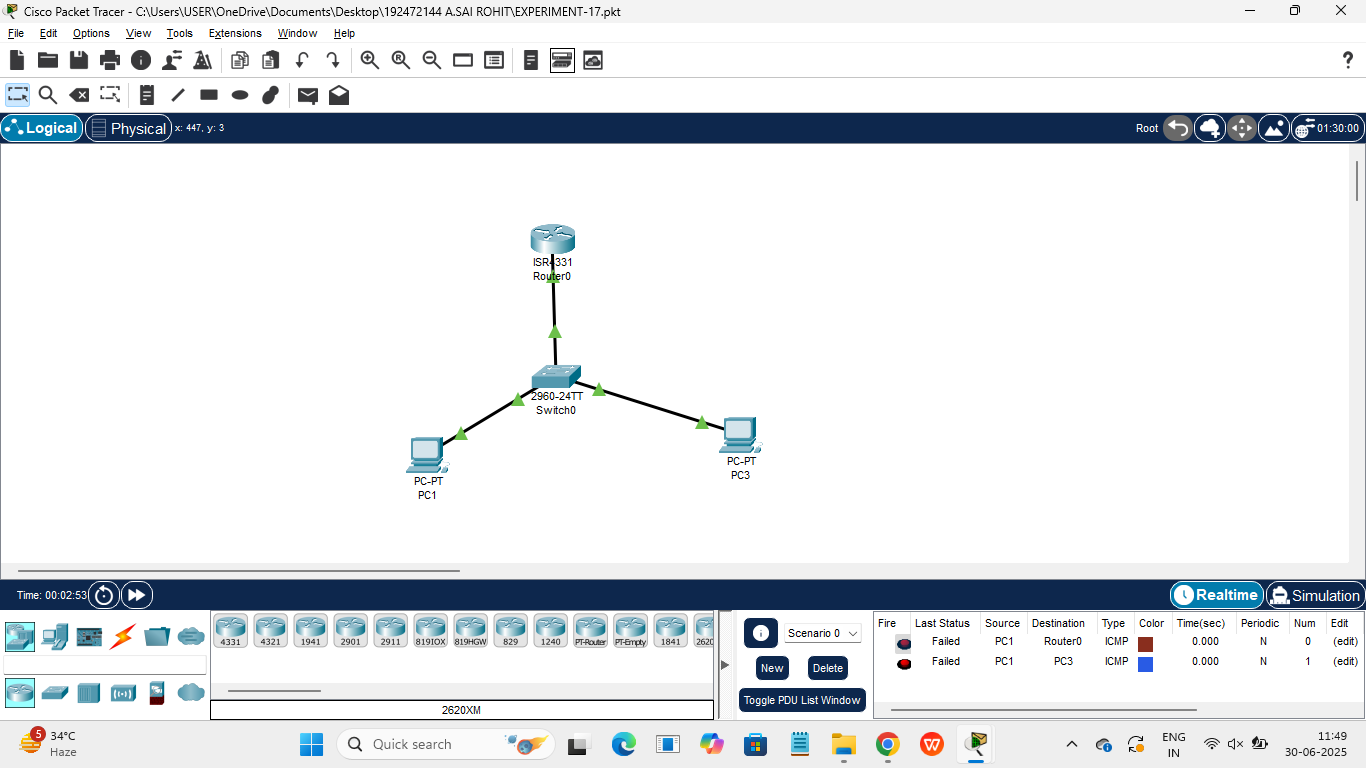 Cisco Packet Tracer - C:\Users\USER\OneDrive\Documents\Desktop\192472144 A.SAI ROHIT\EXPERIMENT-17.pkt
File Edit Options View Tools Extensions Window Help
Logical Physical x: 447, y: 3 Root 01:30:00
ISR4331
Router0
2960-24TT
Switch0
PC-PT
PC1
PC-PT
PC3
Time: 00:02:53 Realtime Simulation
4331 4321 1941 2901 2911 819IOX 819HGW 829 1240 PT-Router PT-Empty 1841 2620
2620XM
Scenario 0
New Delete
Toggle PDU List Window
Fire Last Status Source Destination Type Color Time(sec) Periodic Num Edit
Failed PC1 Router0 ICMP 0.000 N 0 (edit)
Failed PC1 PC3 ICMP 0.000 N 1 (edit)
5 34°C
Haze
Quick search
ENG
IN
11:49
30-06-2025